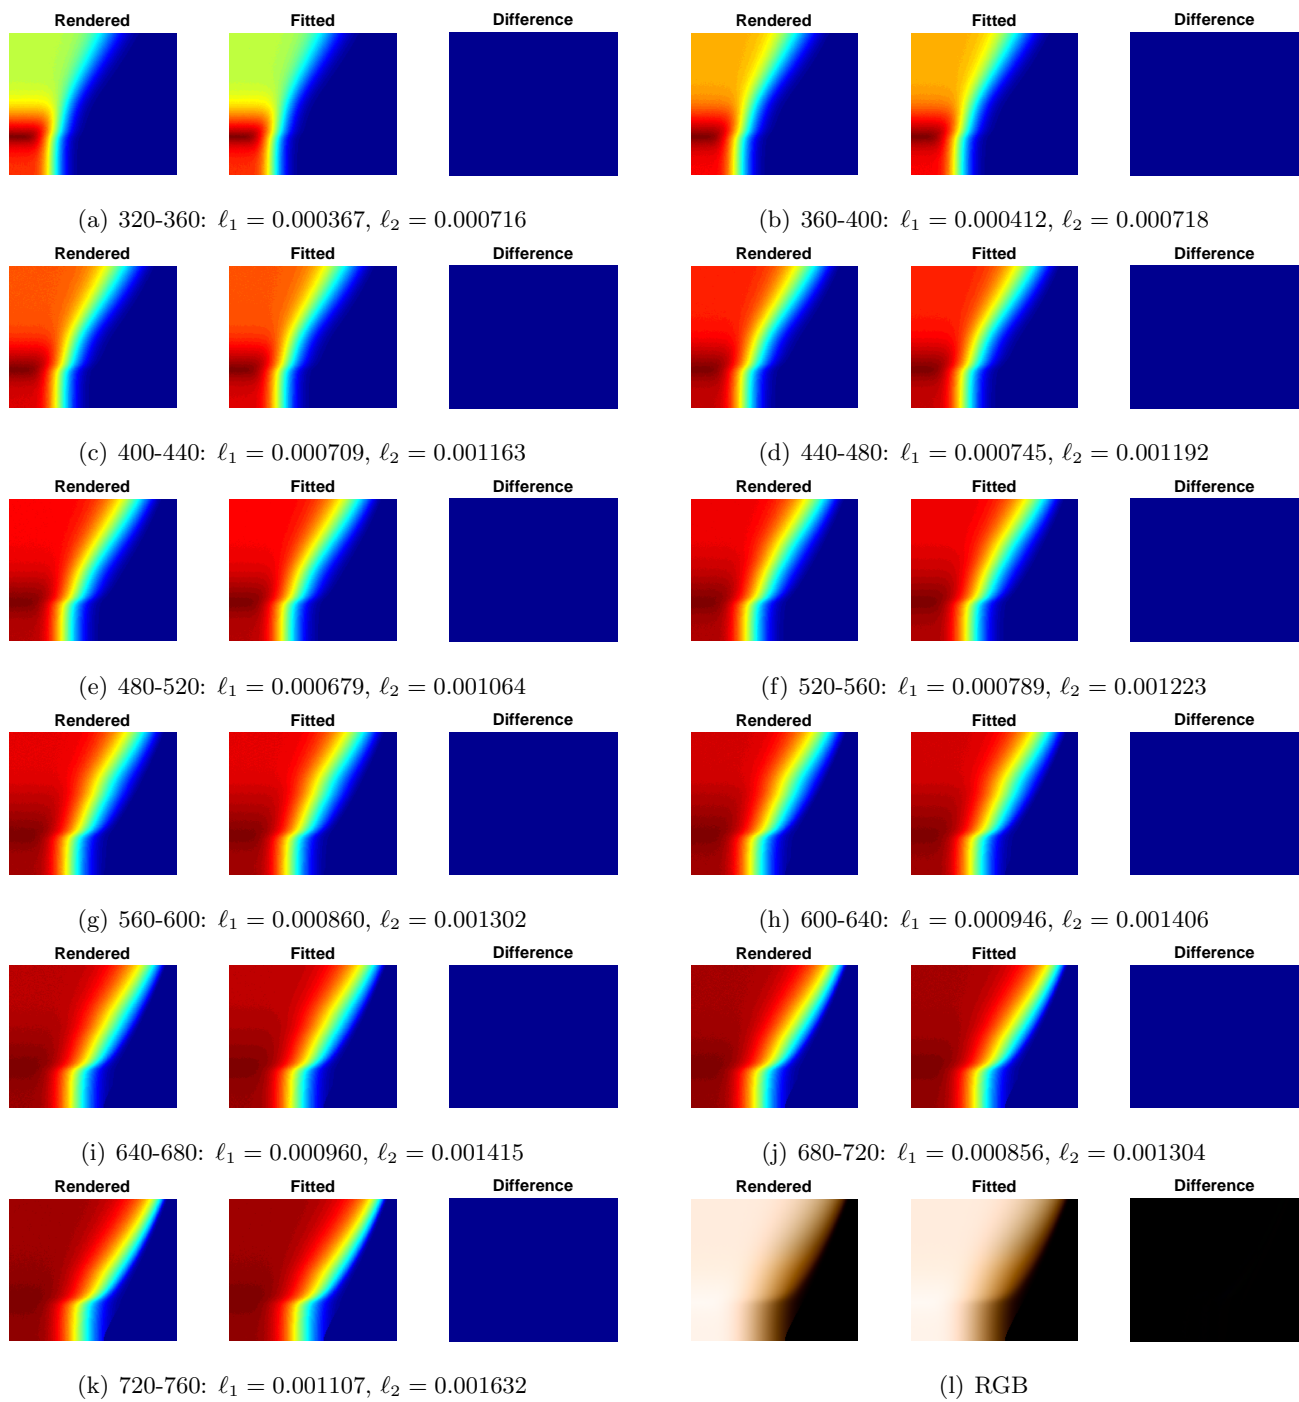 Rendered Fitted Difference Rendered Fitted Difference
(a) 320-360: ℓ₁ = 0.000367, ℓ₂ = 0.000716 (b) 360-400: ℓ₁ = 0.000412, ℓ₂ = 0.000718
Rendered Fitted Difference Rendered Fitted Difference
(c) 400-440: ℓ₁ = 0.000709, ℓ₂ = 0.001163 (d) 440-480: ℓ₁ = 0.000745, ℓ₂ = 0.001192
Rendered Fitted Difference Rendered Fitted Difference
(e) 480-520: ℓ₁ = 0.000679, ℓ₂ = 0.001064 (f) 520-560: ℓ₁ = 0.000789, ℓ₂ = 0.001223
Rendered Fitted Difference Rendered Fitted Difference
(g) 560-600: ℓ₁ = 0.000860, ℓ₂ = 0.001302 (h) 600-640: ℓ₁ = 0.000946, ℓ₂ = 0.001406
Rendered Fitted Difference Rendered Fitted Difference
(i) 640-680: ℓ₁ = 0.000960, ℓ₂ = 0.001415 (j) 680-720: ℓ₁ = 0.000856, ℓ₂ = 0.001304
Rendered Fitted Difference Rendered Fitted Difference
(k) 720-760: ℓ₁ = 0.001107, ℓ₂ = 0.001632 (l) RGB